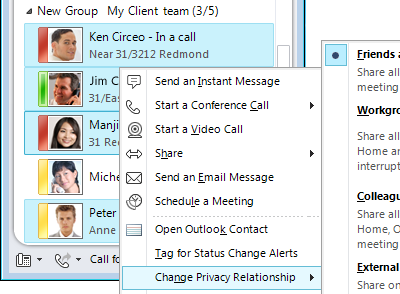 New Group   My Client team (3/5)
Ken Circeo - In a call
Near 31/3212 Redmond
Jim C
31/Eas
Manji
31 Re
Miche
Peter
Anne
Call fo
Send an Instant Message
Start a Conference Call
Start a Video Call
Share
Send an Email Message
Schedule a Meeting
Open Outlook Contact
Tag for Status Change Alerts
Change Privacy Relationship
Friends a
Share all
meeting
Workgro
Share all
Home an
interrupt
Colleagu
Share all
Home, O
meeting
External
Share